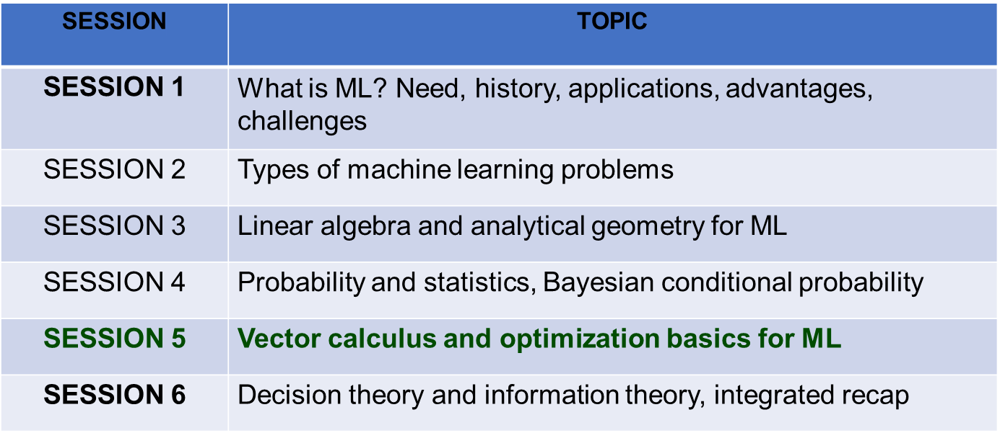 SESSION TOPIC
SESSION 1 What is ML? Need, history, applications, advantages,
challenges
SESSION 2 Types of machine learning problems
SESSION 3 Linear algebra and analytical geometry for ML
SESSION 4 Probability and statistics, Bayesian conditional probability
SESSION 5 Vector calculus and optimization basics for ML
SESSION 6 Decision theory and information theory, integrated recap